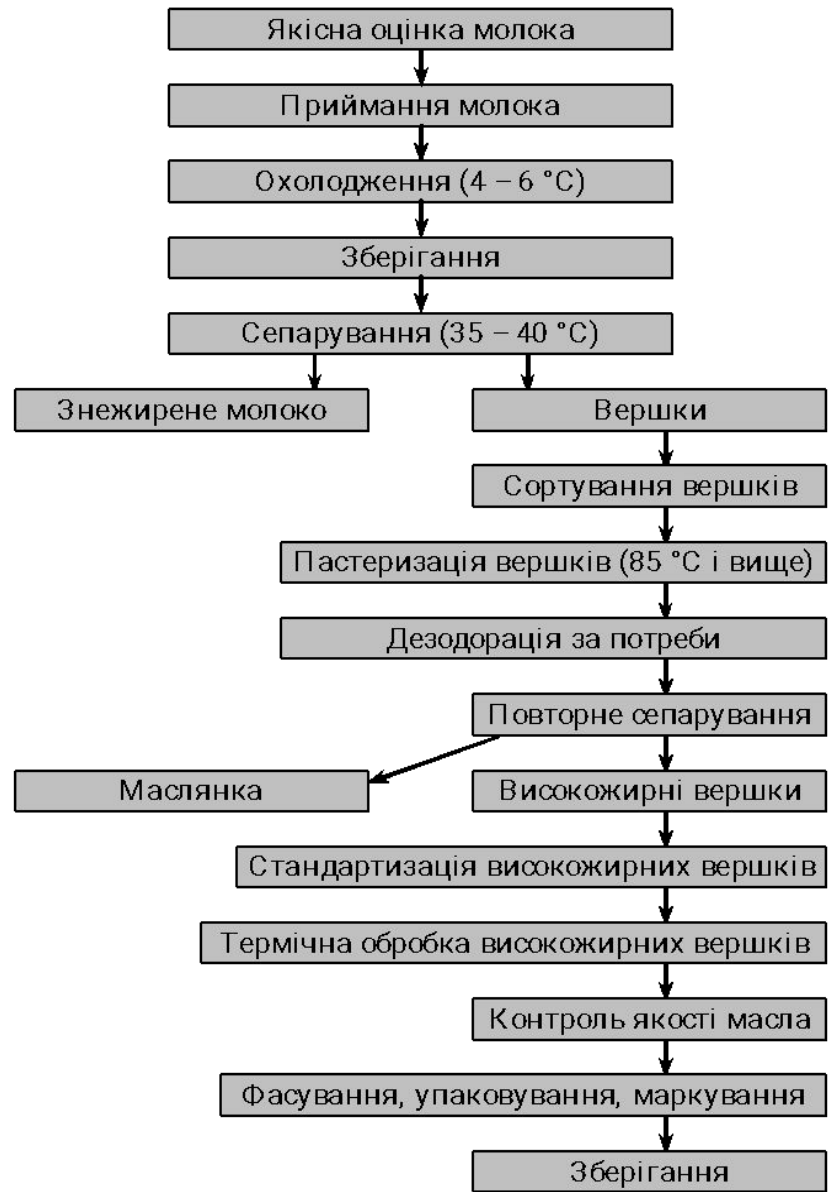 Якісна оцінка молока
Приймання молока
Охолодження (4 – 6 °C)
Зберігання
Сепарування (35 – 40 °C)
Знежирене молоко
Вершки
Сортування вершків
Пастеризація вершків (85 °C і вище)
Дезодорація за потреби
Повторне сепарування
Маслянка
Високожирні вершки
Стандартизація високожирних вершків
Термічна обробка високожирних вершків
Контроль якості масла
Фасування, упаковування, маркування
Зберігання